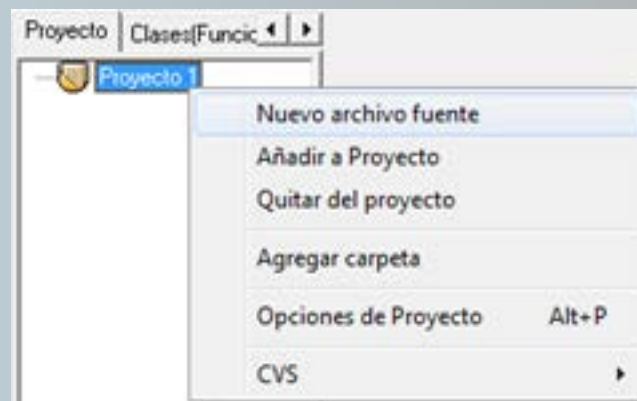 Proyecto Clases(Funcic
Proyecto 1
Nuevo archivo fuente
Añadir a Proyecto
Quitar del proyecto
Agregar carpeta
Opciones de Proyecto Alt+P
CVS